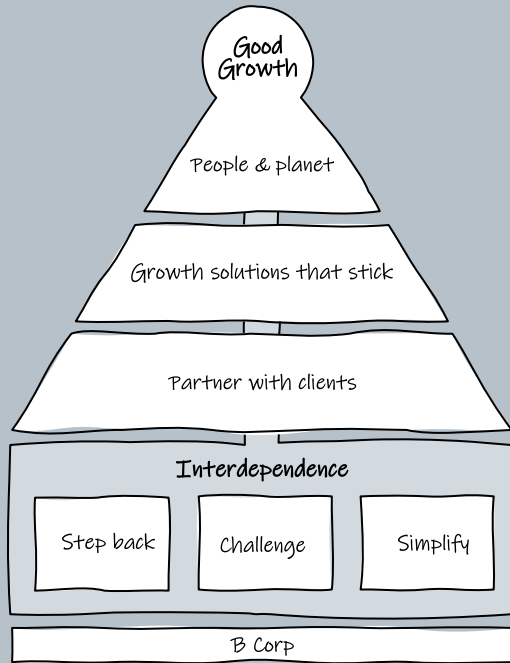 Good
Growth
People & planet
Growth solutions that stick
Partner with clients
Interdependence
Step back
Challenge
Simplify
B Corp